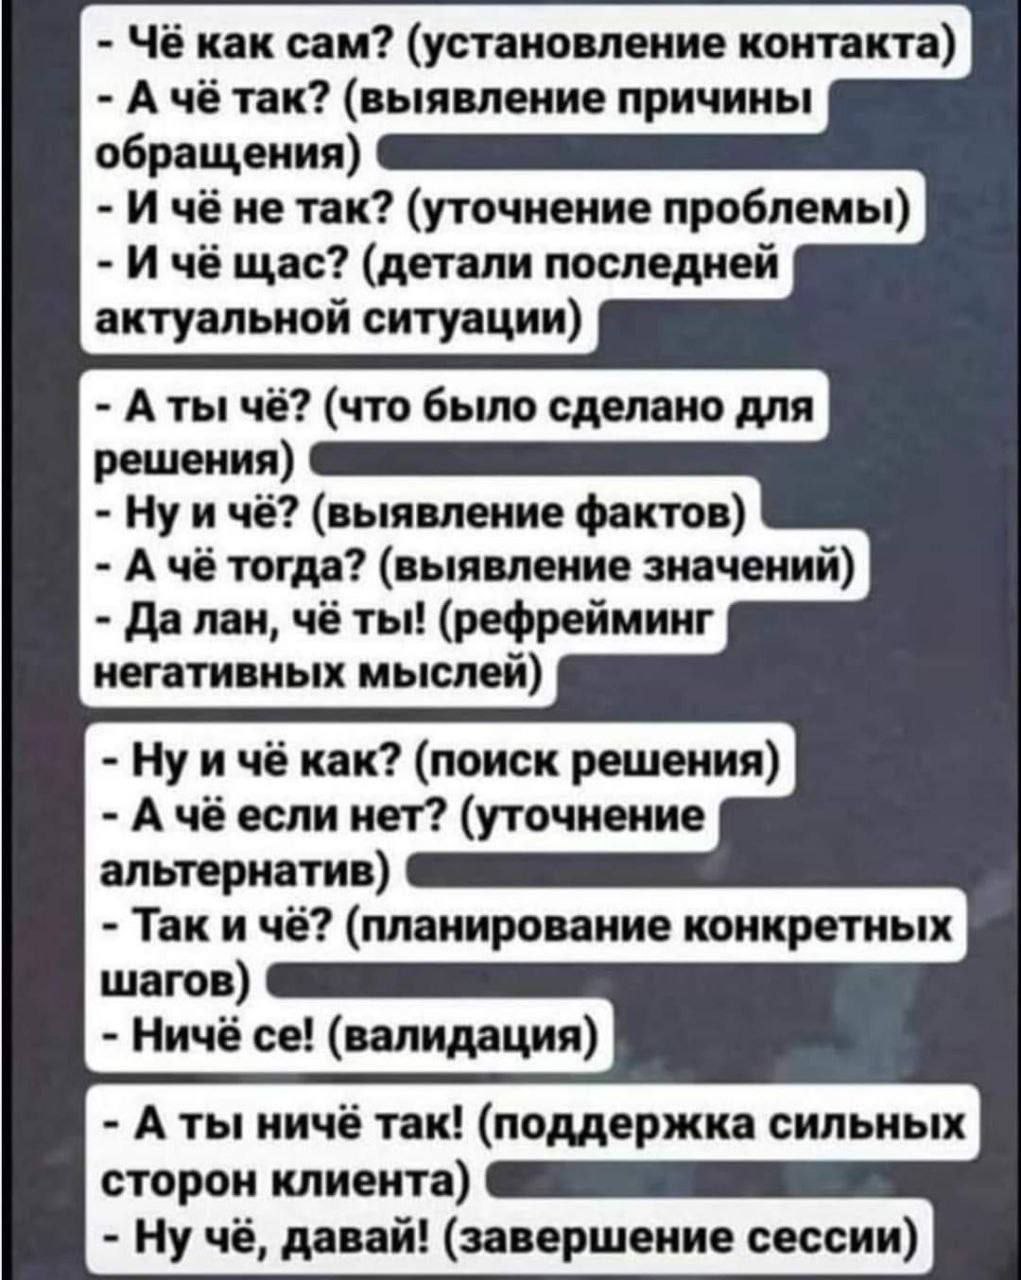 - Чё как сам? (установление контакта)
- А чё так? (выявление причины
обращения)
- И чё не так? (уточнение проблемы)
- И чё щас? (детали последней
актуальной ситуации)
- А ты чё? (что было сделано для
решения)
- Ну и чё? (выявление фактов)
- А чё тогда? (выявление значений)
- Да лан, чё ты! (рефрейминг
негативных мыслей)
- Ну и чё как? (поиск решения)
- А чё если нет? (уточнение
альтернатив)
- Так и чё? (планирование конкретных
шагов)
- Ничё се! (валидация)
- А ты ничё так! (поддержка сильных
сторон клиента)
- Ну чё, давай! (завершение сессии)